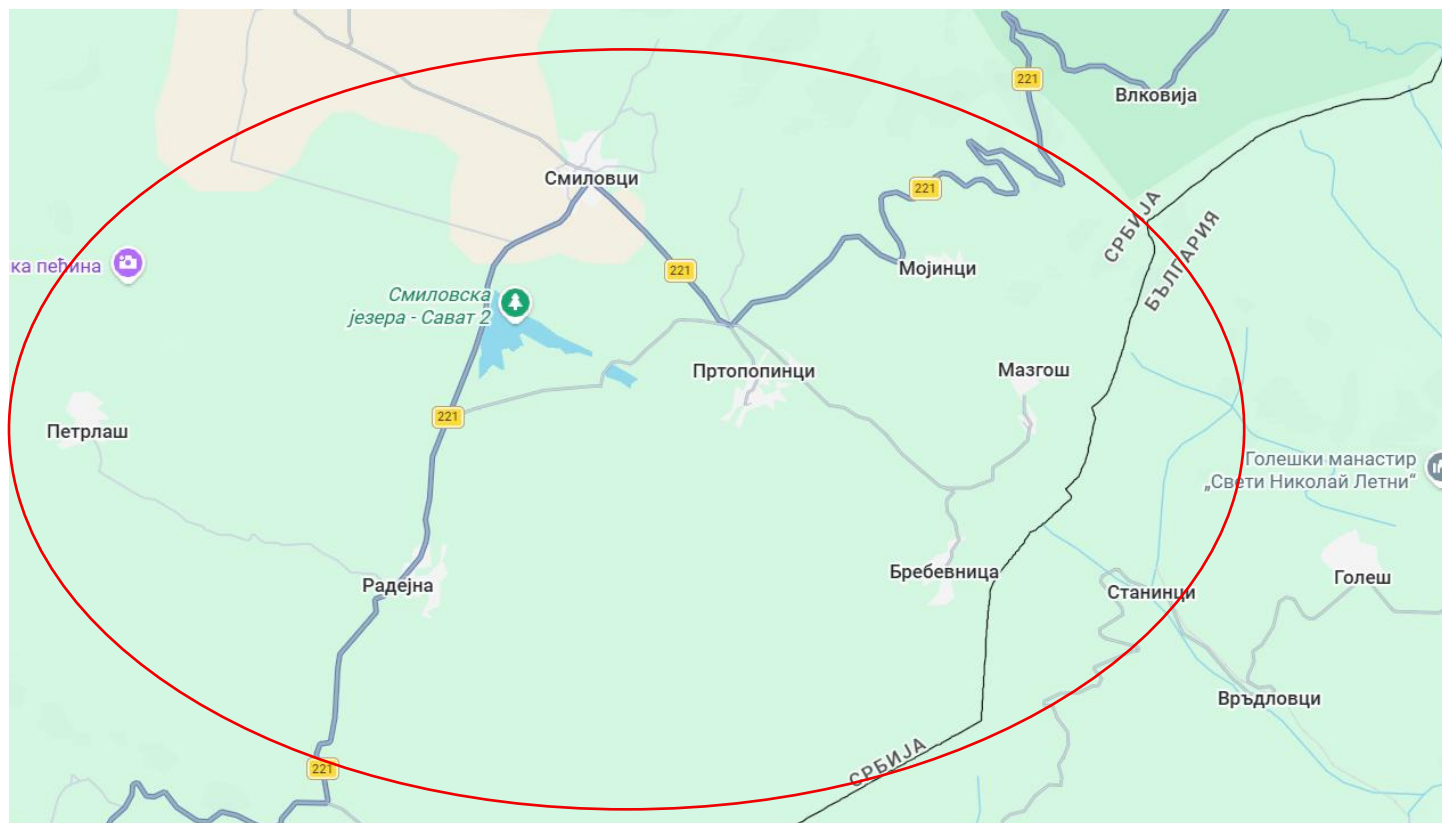 221
Влковија
Смиловци
221
СРБИЈА
БЪЛГАРИЯ
ка пећина
221
Мојинци
Смиловска
језера - Сават 2
Пртопопинци
Мазгош
221
Петрлаш
Голешки манастир
„Свети Николай Летни“
Радејна
Бребевница
Станинци
Голеш
Връдловци
СРБИЈА
221